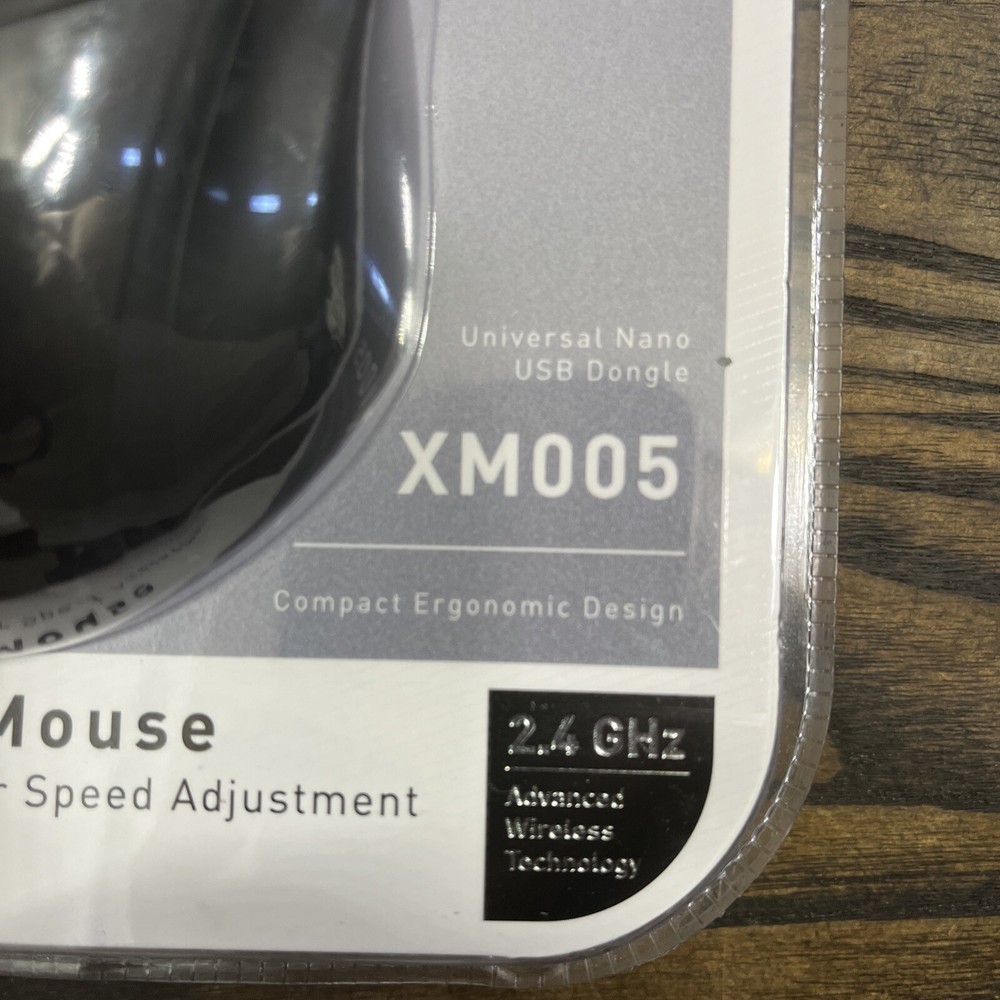 Universal Nano
USB Dongle
XM005
Compact Ergonomic Design
Mouse
r Speed Adjustment
2.4 GHz
Advanced
Wireless
Technology